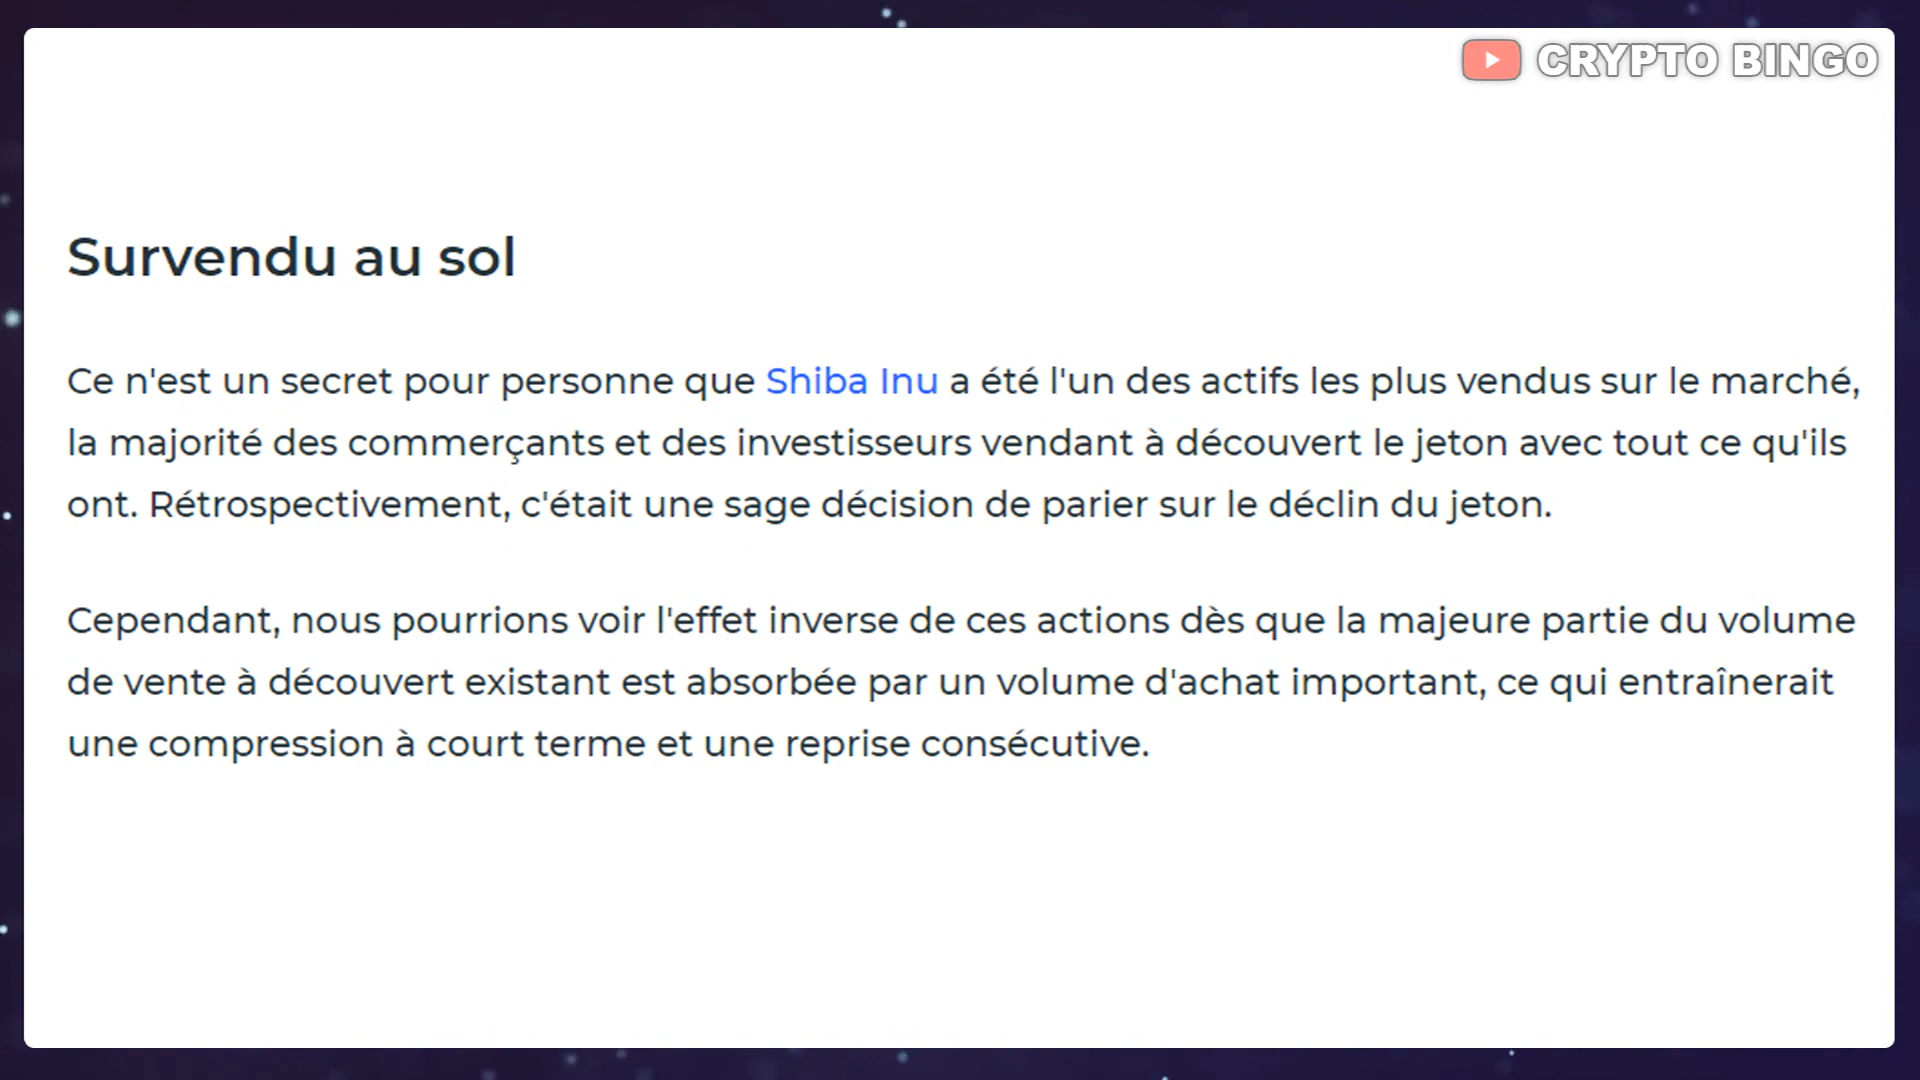 CRYPTO BINGO
Survendu au sol
Ce n'est un secret pour personne que Shiba Inu a été l'un des actifs les plus vendus sur le marché,
la majorité des commerçants et des investisseurs vendant à découvert le jeton avec tout ce qu'ils
ont. Rétrospectivement, c'était une sage décision de parier sur le déclin du jeton.
Cependant, nous pourrions voir l'effet inverse de ces actions dès que la majeure partie du volume
de vente à découvert existant est absorbée par un volume d'achat important, ce qui entraînerait
une compression à court terme et une reprise consécutive.